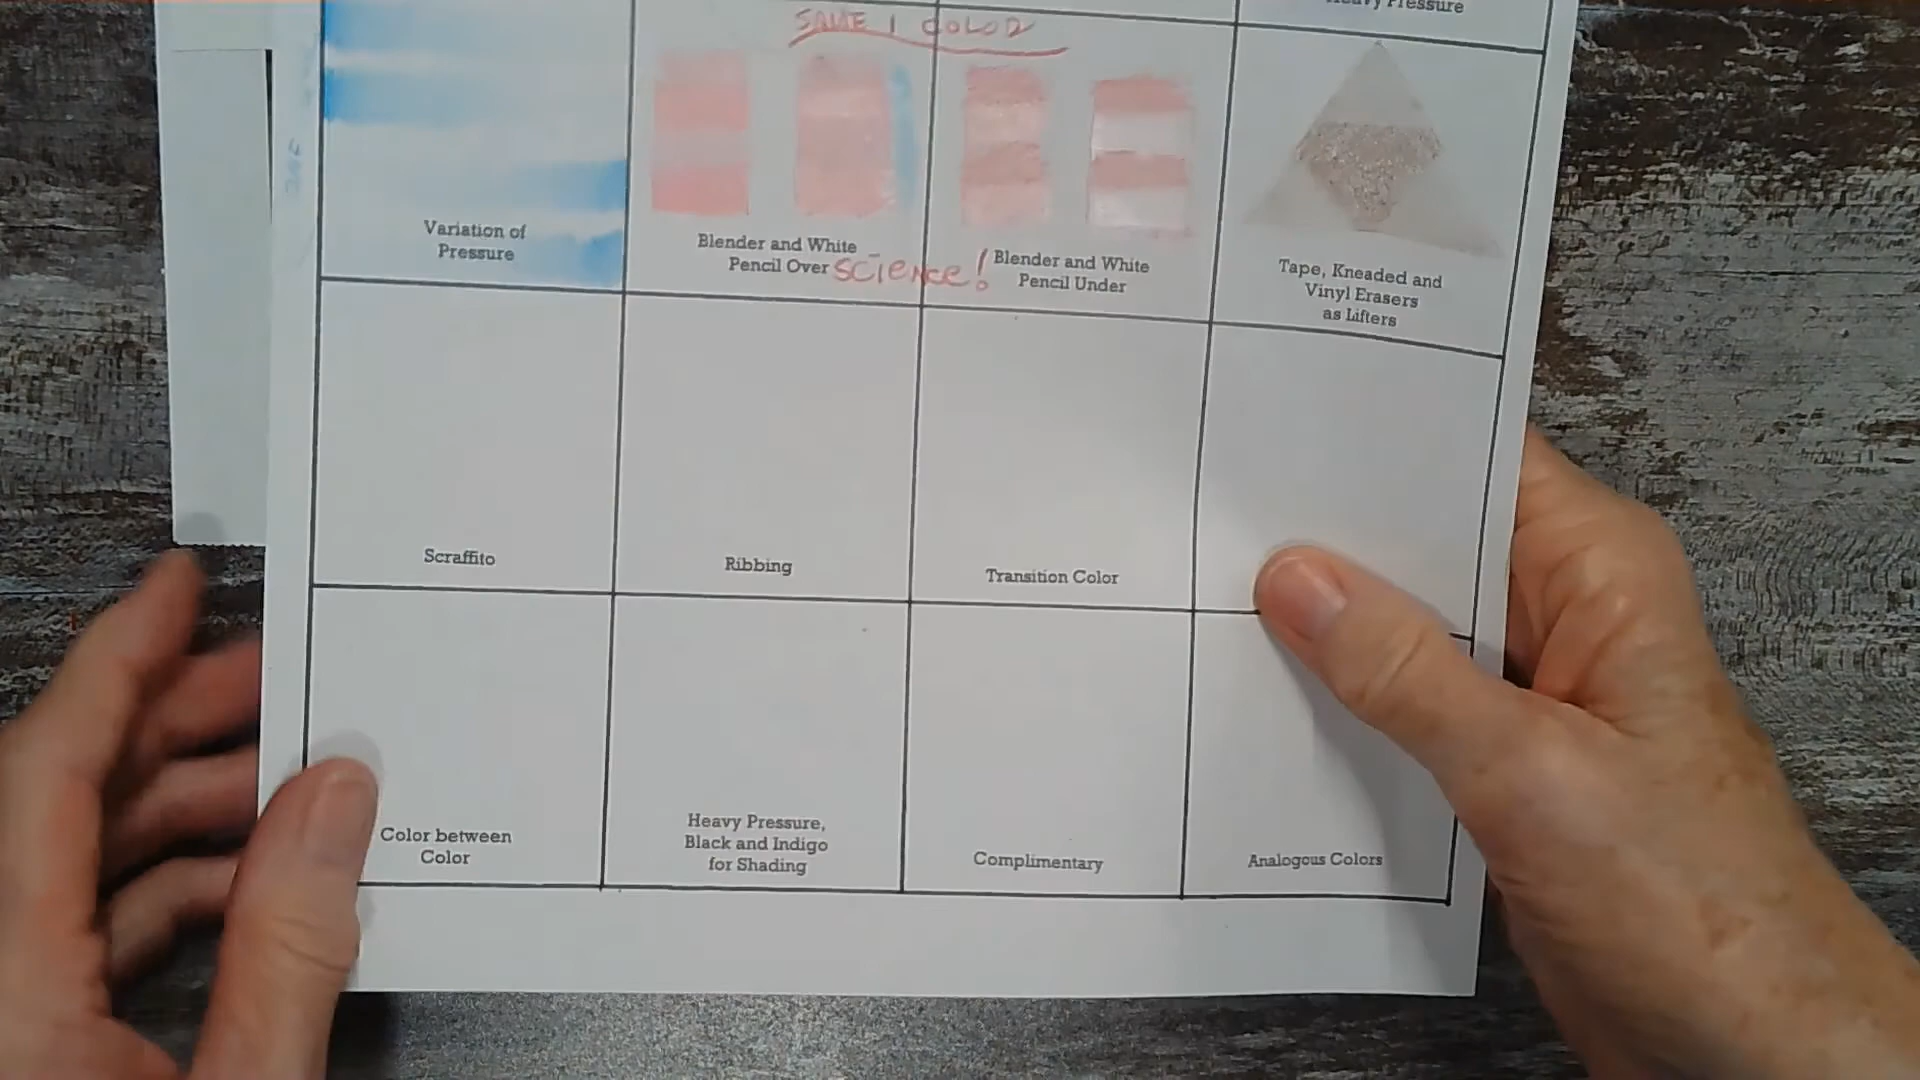 Heavy Pressure
SAME 1 COLOR
Variation of
Pressure
Blender and White
Pencil Over
science!
Blender and White
Pencil Under
Tape, Kneaded and
Vinyl Erasers
as Lifters
Scraffito
Ribbing
Transition Color
Color between
Color
Heavy Pressure,
Black and Indigo
for Shading
Complimentary
Analogous Colors